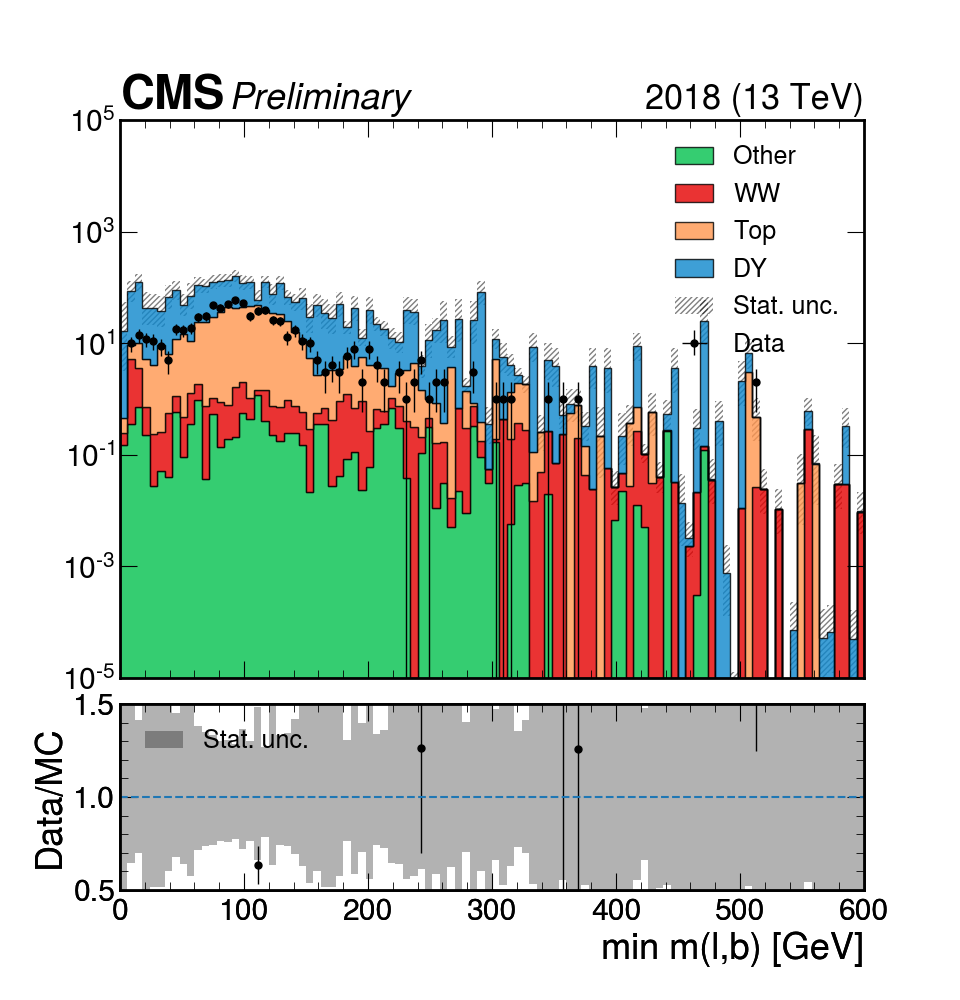 CMS Preliminary 2018 (13 TeV)
10^5
10^3
10^1
10^-1
10^-3
10^-5
Other
WW
Top
DY
Stat. unc.
Data
1.5
1.0
0.5
Data/MC
Stat. unc.
0 100 200 300 400 500 600
min m(l,b) [GeV]